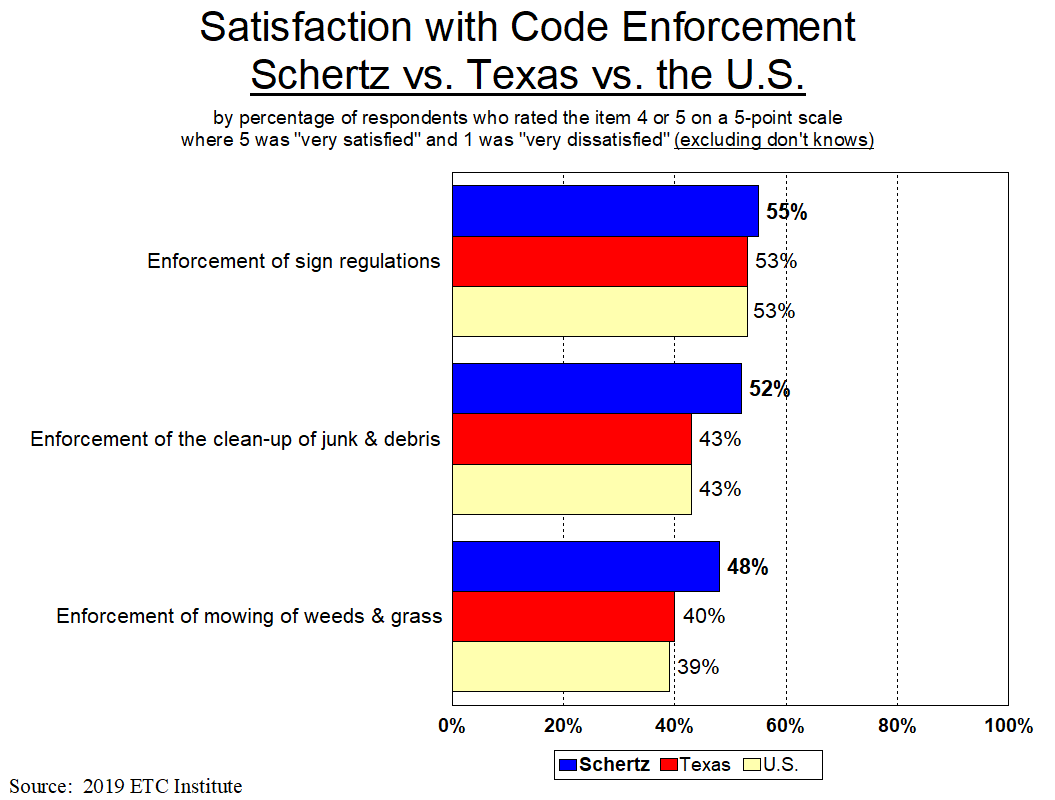 Satisfaction with Code Enforcement
Schertz vs. Texas vs. the U.S.
by percentage of respondents who rated the item 4 or 5 on a 5-point scale
where 5 was "very satisfied" and 1 was "very dissatisfied" (excluding don't knows)
55%
Enforcement of sign regulations
53%
53%
52%
Enforcement of the clean-up of junk & debris
43%
43%
48%
Enforcement of mowing of weeds & grass
40%
39%
0% 20% 40% 60% 80% 100%
Schertz Texas U.S.
Source: 2019 ETC Institute